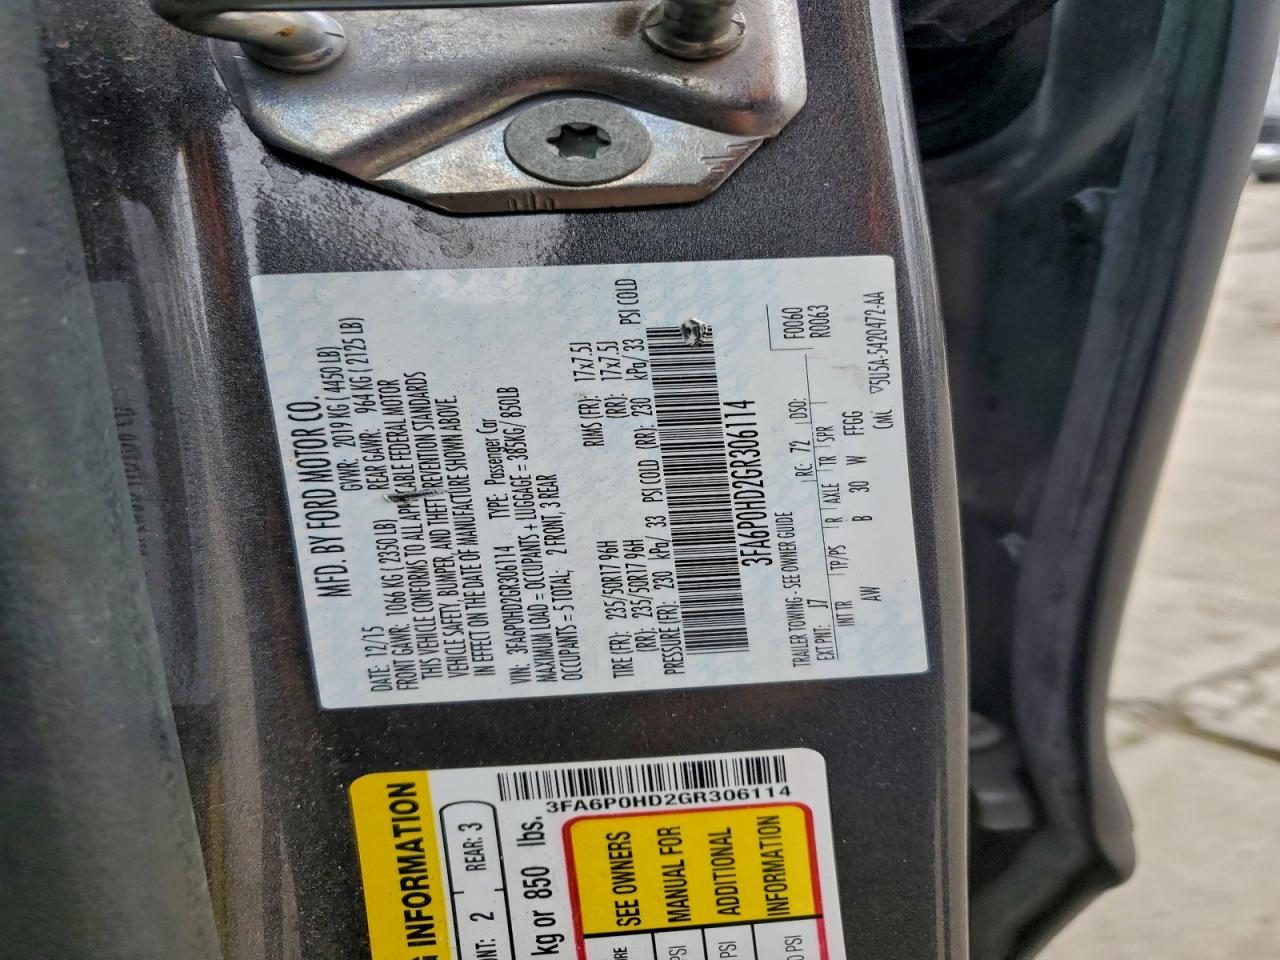 MFD. BY FORD MOTOR CO.
DATE: 12/15 GVWR: 2019 KG ( 4450 LB)
FRONT GAWR: 1066 KG ( 2350 LB) REAR GAWR: 964 KG ( 2125 LB)
THIS VEHICLE CONFORMS TO ALL APPLICABLE FEDERAL MOTOR
VEHICLE SAFETY, BUMPER, AND THEFT PREVENTION STANDARDS
IN EFFECT ON THE DATE OF MANUFACTURE SHOWN ABOVE.
VIN: 3FA6P0HD2GR306114 TYPE: Passenger Car
MAXIMUM LOAD = OCCUPANTS + LUGGAGE = 385KG/ 850LB
OCCUPANTS = 5 TOTAL; 2 FRONT, 3 REAR
TIRE (FR): 235/50R17 96H RIMS (FR): 17x7.5J
(RR): 235/50R17 96H (RR): 17x7.5J
PRESSURE (FR): 230 kPa/ 33 PSI COLD (RR): 230 kPa/ 33 PSI COLD
3FA6P0HD2GR306114
TRAILER TOWING - SEE OWNER GUIDE
F0060
EXT PNT: J7 RC: 72 DSO: R0063
INT TR TP/PS R AXLE TR SPR
AW B 30 W FFGG
5U5A-5420472-AA
3FA6P0HD2GR306114
INFORMATION
2 REAR: 3
kg or 850 lbs.
SEE OWNERS
MANUAL FOR
ADDITIONAL
INFORMATION
PSI
PSI
PSI